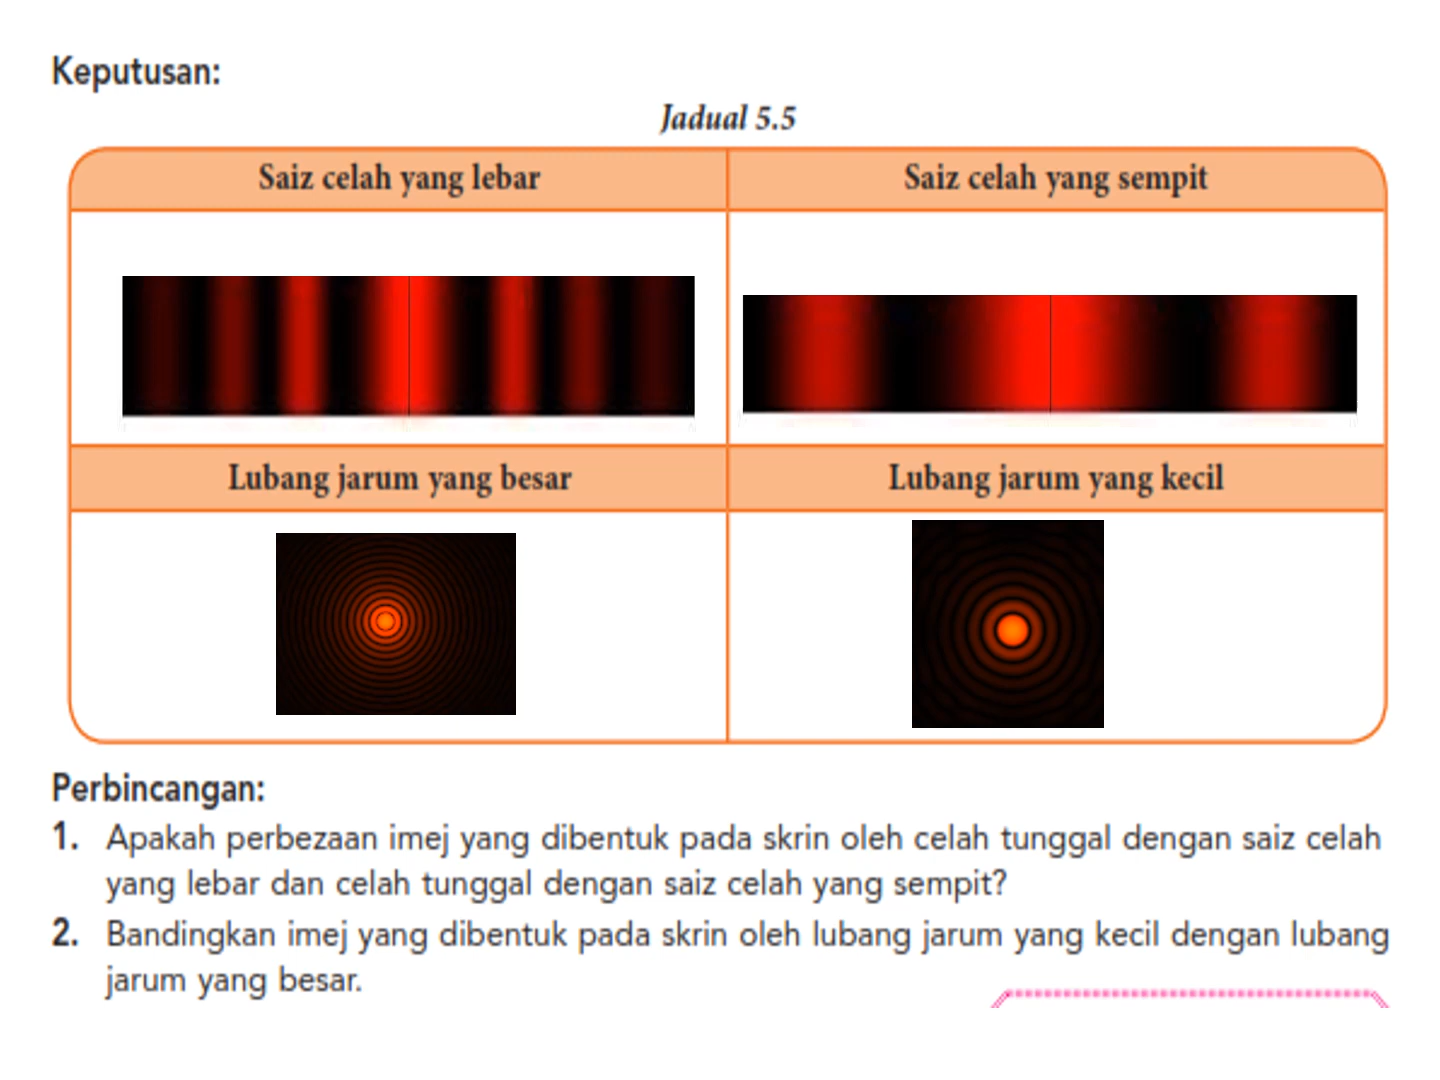 Keputusan:
Jadual 5.5
Saiz celah yang lebar
Saiz celah yang sempit
Lubang jarum yang besar
Lubang jarum yang kecil
Perbincangan:
1. Apakah perbezaan imej yang dibentuk pada skrin oleh celah tunggal dengan saiz celah
yang lebar dan celah tunggal dengan saiz celah yang sempit?
2. Bandingkan imej yang dibentuk pada skrin oleh lubang jarum yang kecil dengan lubang
jarum yang besar.